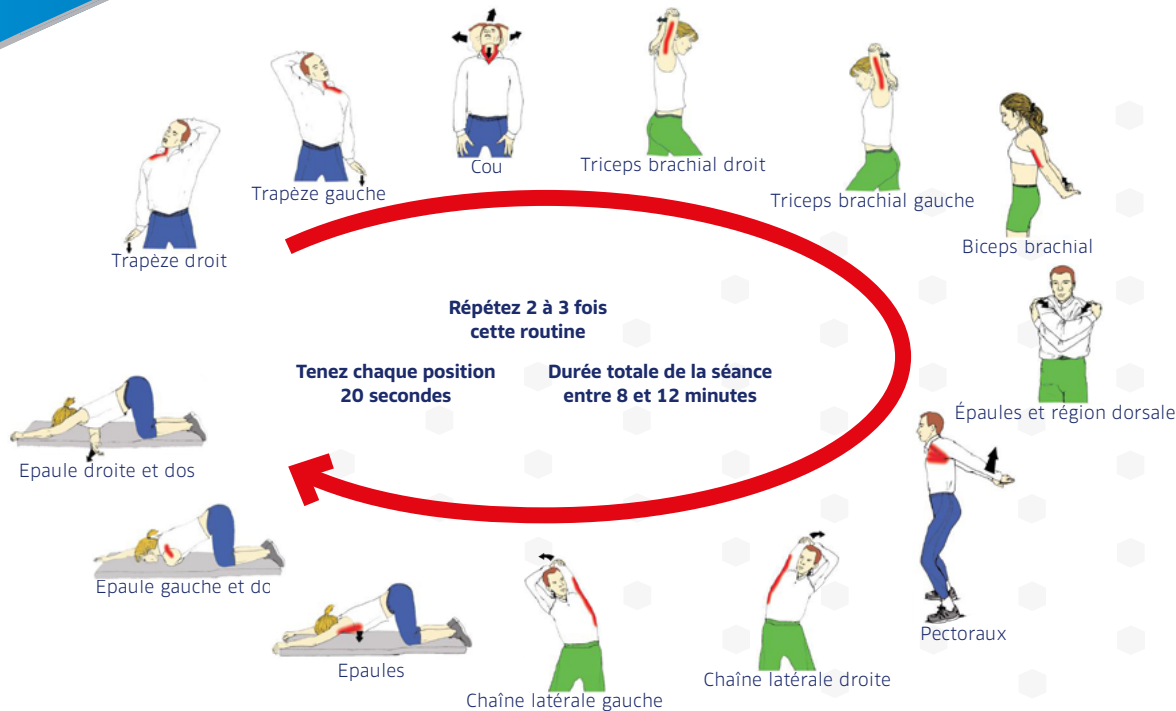 Trapèze droit
Trapèze gauche
Cou
Triceps brachial droit
Triceps brachial gauche
Biceps brachial
Épaules et région dorsale
Pectoraux
Chaîne latérale droite
Chaîne latérale gauche
Epaules
Epaule gauche et do
Epaule droite et dos
Répétez 2 à 3 fois
cette routine
Tenez chaque position
20 secondes
Durée totale de la séance
entre 8 et 12 minutes